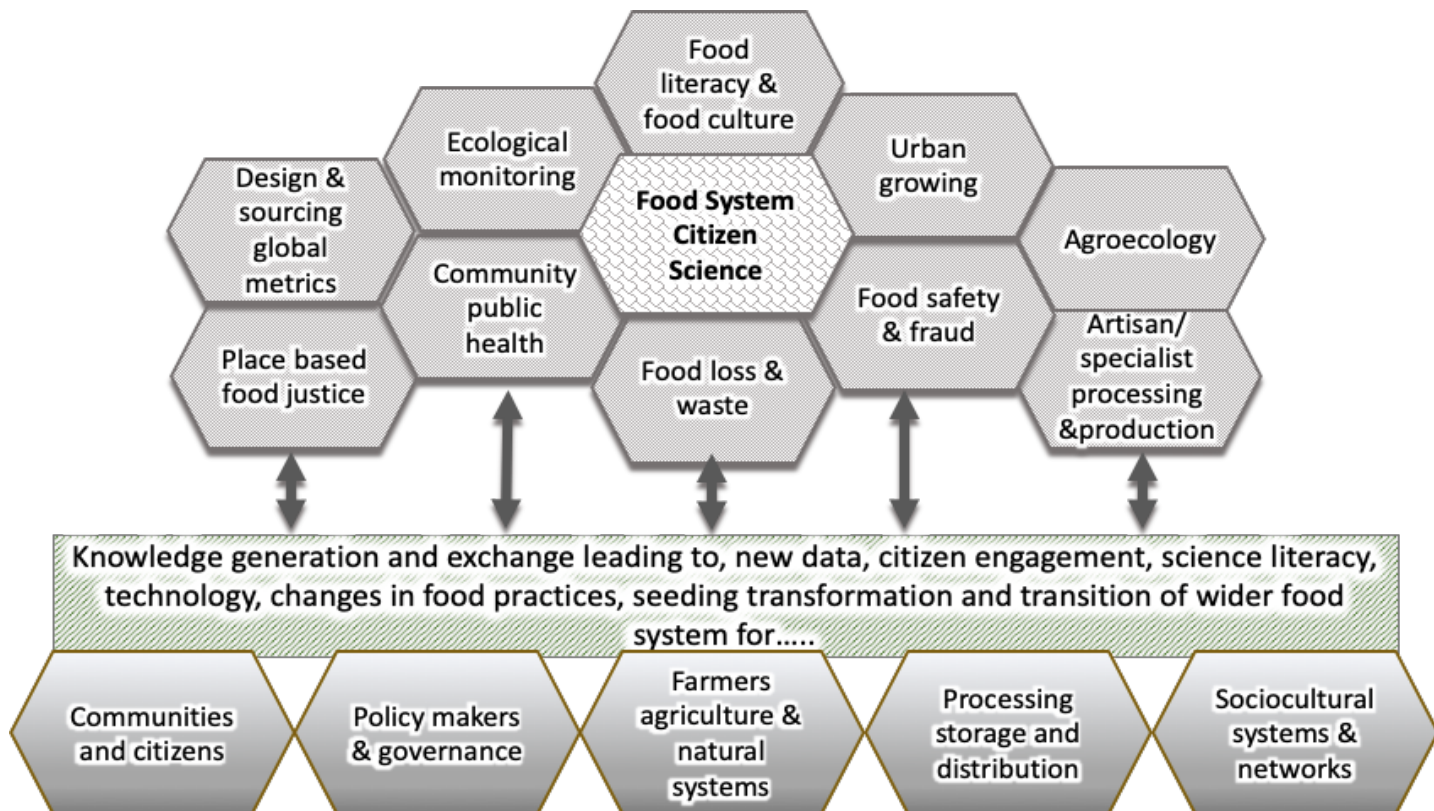 Food
literacy &
food culture
Ecological
monitoring
Urban
growing
Design &
sourcing
global
metrics
Food System
Citizen
Science
Agroecology
Community
public
health
Food safety
& fraud
Place based
food justice
Food loss &
waste
Artisan/
specialist
processing
&production
Knowledge generation and exchange leading to, new data, citizen engagement, science literacy,
technology, changes in food practices, seeding transformation and transition of wider food
system for…..
Communities
and citizens
Policy makers
& governance
Farmers
agriculture &
natural
systems
Processing
storage and
distribution
Sociocultural
systems &
networks